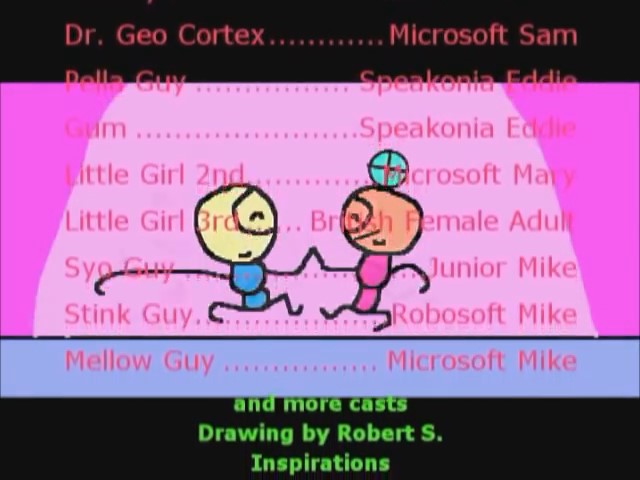 Dr. Geo Cortex............Microsoft Sam
Pella Guy ................ Speakonia Eddie
Gum .......................Speakonia Eddie
Little Girl 2nd..............Microsoft Mary
Little Girl 3rd...... British Female Adult
Syo Guy ..........................Junior Mike
Stink Guy....................Robosoft Mike
Mellow Guy ................ Microsoft Mike
and more casts
Drawing by Robert S.
Inspirations